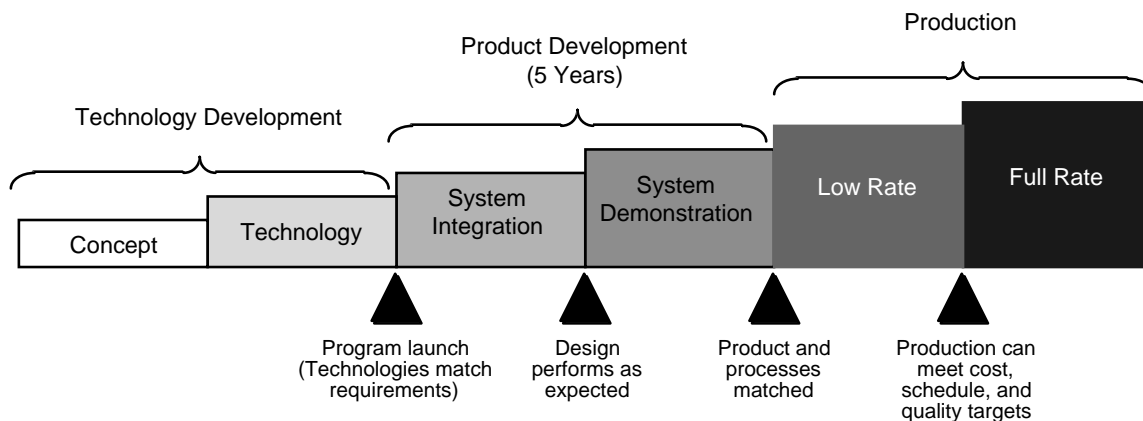 Production
Product Development
(5 Years)
Technology Development
Concept
Technology
System
Integration
System
Demonstration
Low Rate
Full Rate
Program launch
(Technologies match
requirements)
Design
performs as
expected
Product and
processes
matched
Production can
meet cost,
schedule, and
quality targets